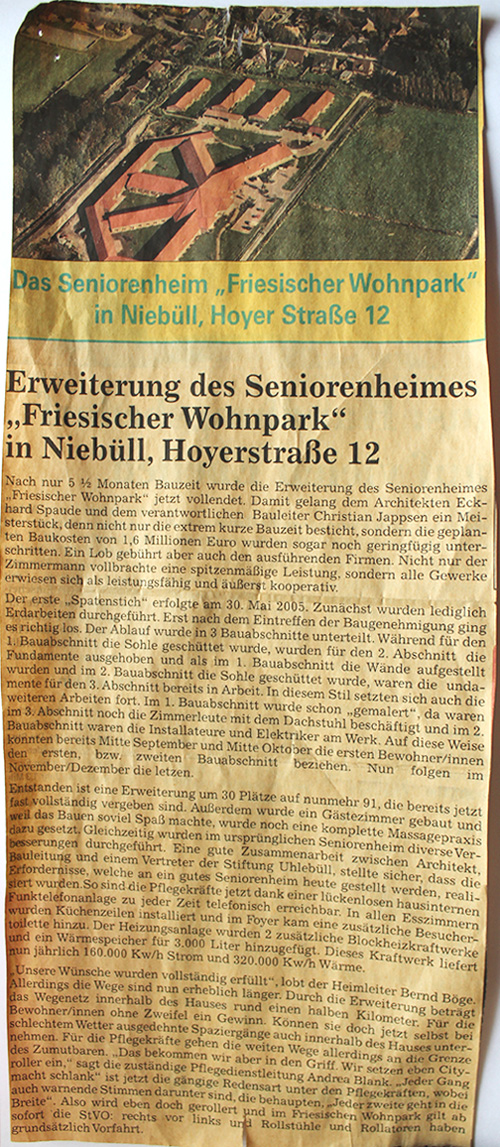 Das Seniorenheim „Friesischer Wohnpark“
in Niebüll, Hoyer Straße 12
Erweiterung des Seniorenheimes
„Friesischer Wohnpark“
in Niebüll, Hoyerstraße 12
Nach nur 5 ½ Monaten Bauzeit wurde die Erweiterung des Seniorenheimes
„Friesischer Wohnpark“ jetzt vollendet. Damit gelang dem Architekten Eck-
hard Spaude und dem verantwortlichen Bauleiter Christian Jappsen ein Mei-
sterstück, denn nicht nur die extrem kurze Bauzeit besticht, sondern die geplan-
ten Baukosten von 1,6 Millionen Euro wurden sogar noch geringfügig unter-
schritten. Ein Lob gebührt aber auch den ausführenden Firmen. Nicht nur der
Zimmermann vollbrachte eine spitzenmäßige Leistung, sondern alle Gewerke
erwiesen sich als leistungsfähig und äußerst kooperativ.
Der erste „Spatenstich“ erfolgte am 30. Mai 2005. Zunächst wurden lediglich
Erdarbeiten durchgeführt. Erst nach dem Eintreffen der Baugenehmigung ging
es richtig los. Der Ablauf wurde in 3 Bauabschnitte unterteilt. Während für den
1. Bauabschnitt die Sohle geschüttet wurde, wurden für den 2. Abschnitt die
Fundamente ausgehoben und als im 1. Bauabschnitt die Wände aufgestellt
wurden und im 2. Bauabschnitt die Sohle geschüttet wurde, waren die unda-
mente für den 3. Abschnitt bereits in Arbeit. In diesem Stil setzten sich auch die
weiteren Arbeiten fort. Im 1. Bauabschnitt wurde schon „gemalert“, da waren
im 3. Abschnitt noch die Zimmerleute mit dem Dachstuhl beschäftigt und im 2.
Bauabschnitt waren die Installateure und Elektriker am Werk. Auf diese Weise
konnten bereits Mitte September und Mitte Oktober die ersten Bewohner/innen
den ersten, bzw. zweiten Bauabschnitt beziehen. Nun folgen im
November/Dezember die letzen.
Entstanden ist eine Erweiterung um 30 Plätze auf nunmehr 91, die bereits jetzt
fast vollständig vergeben sind. Außerdem wurde ein Gästezimmer gebaut und
weil das Bauen soviel Spaß machte, wurde noch eine komplette Massagepraxis
dazu gesetzt. Gleichzeitig wurden im ursprünglichen Seniorenheim diverse Ver-
besserungen durchgeführt. Eine gute Zusammenarbeit zwischen Architekt,
Bauleitung und einem Vertreter der Stiftung Uhlebüll, stellte sicher, dass die
Erfordernisse, welche an ein gutes Seniorenheim heute gestellt werden, reali-
siert wurden. So sind die Pflegekräfte jetzt dank einer lückenlosen hausinternen
Funktelefonanlage zu jeder Zeit telefonisch erreichbar. In allen Esszimmern
wurden Küchenzeilen installiert und im Foyer kam eine zusätzliche Besucher-
toilette hinzu. Der Heizungsanlage wurden 2 zusätzliche Blockheizkraftwerke
und ein Wärmespeicher für 3.000 Liter hinzugefügt. Dieses Kraftwerk liefert
nun jährlich 160.000 Kw/h Strom und 320.000 Kw/h Wärme.
„Unsere Wünsche wurden vollständig erfüllt“, lobt der Heimleiter Bernd Böge.
Allerdings die Wege sind nun erheblich länger. Durch die Erweiterung beträgt
das Wegenetz innerhalb des Hauses rund einen halben Kilometer. Für die
Bewohner/innen ohne Zweifel ein Gewinn. Können sie doch jetzt selbst bei
schlechtem Wetter ausgedehnte Spaziergänge auch innerhalb des Hauses unter-
nehmen. Für die Pflegekräfte gehen die weiten Wege allerdings an die Grenze
des Zumutbaren. „Das bekommen wir aber in den Griff. Wir setzen eben City-
roller ein,“ sagt die zuständige Pflegedienstleitung Andrea Blank. „Jeder Gang
macht schlank“ ist jetzt die gängige Redensart unter den Pflegekräften, wobei
auch warnende Stimmen darunter sind, die behaupten, „Jeder zweite geht in die
Breite“. Also wird eben doch gerollert und im Friesischen Wohnpark gilt ab
sofort die StVO: rechts vor links und Rollstühle und Rollatoren haben
grundsätzlich Vorfahrt.